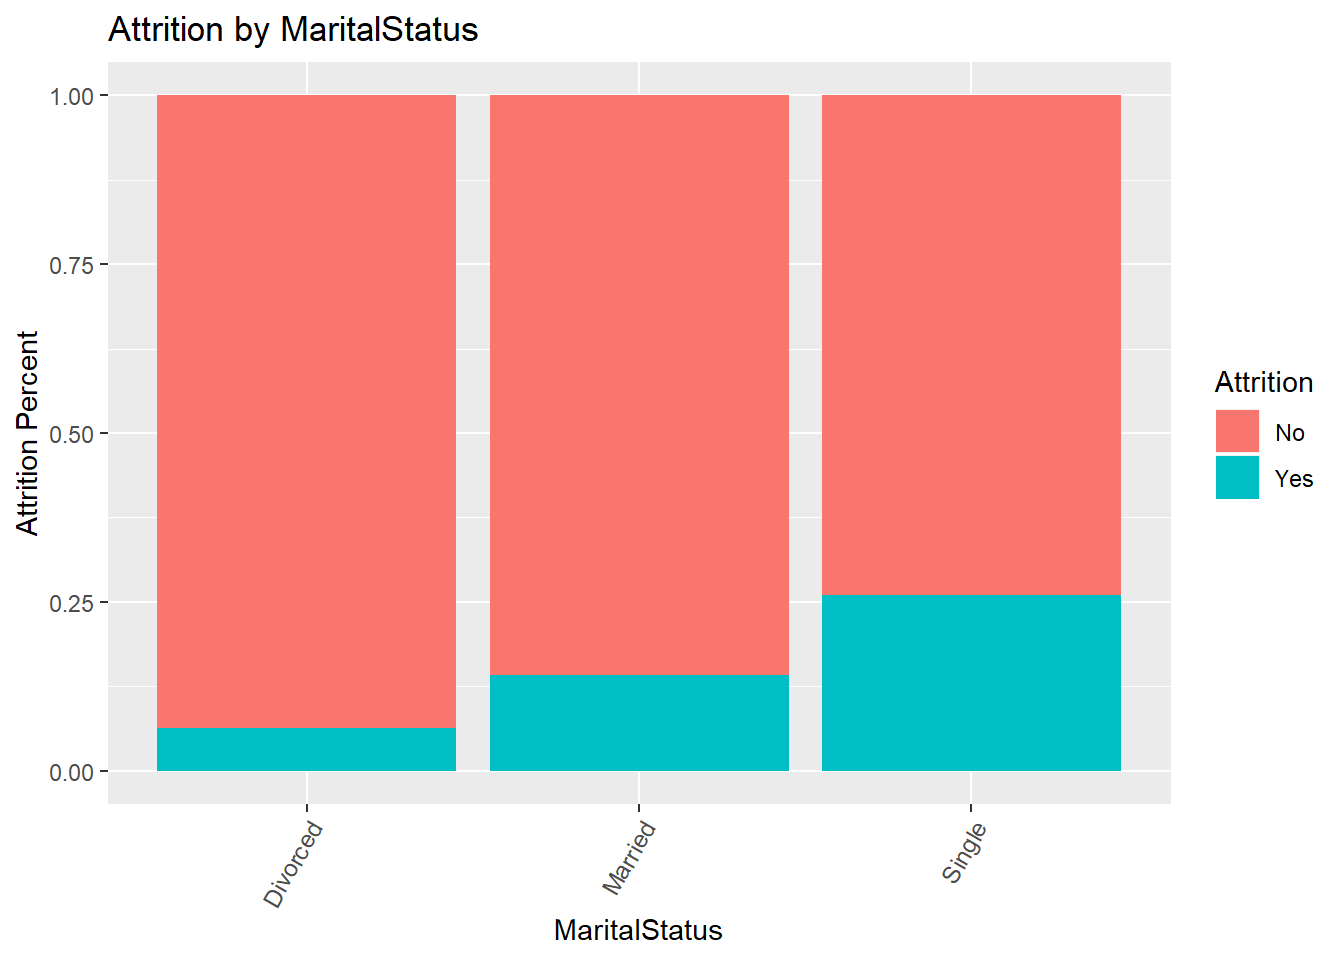 Attrition by MaritalStatus
1.00
0.75
0.50
0.25
0.00
Attrition Percent
Divorced
Married
Single
MaritalStatus
Attrition
No
Yes